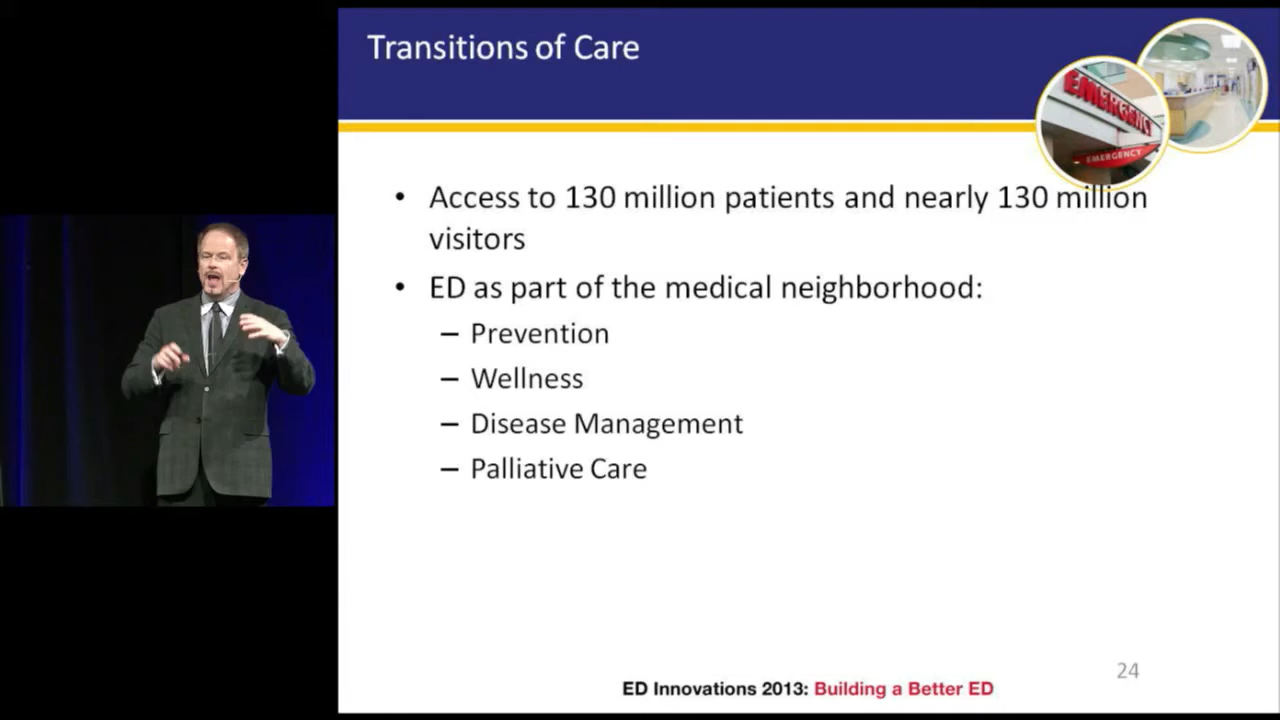 Transitions of Care
EMERGENCY
EMERGENCY
• Access to 130 million patients and nearly 130 million
visitors
• ED as part of the medical neighborhood:
– Prevention
– Wellness
– Disease Management
– Palliative Care
24
ED Innovations 2013: Building a Better ED